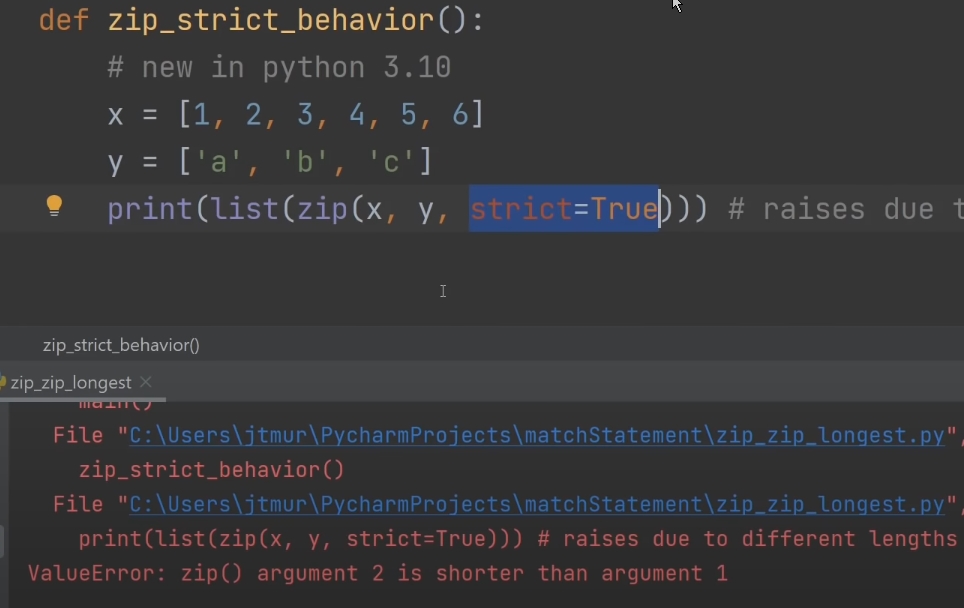 def zip_strict_behavior():
# new in python 3.10
x = [1, 2, 3, 4, 5, 6]
y = ['a', 'b', 'c']
print(list(zip(x, y, strict=True))) # raises due
zip_strict_behavior()
zip_zip_longest
main()
File "C:\Users\jtmur\PycharmProjects\matchStatement\zip_zip_longest.py",
zip_strict_behavior()
File "C:\Users\jtmur\PycharmProjects\matchStatement\zip_zip_longest.py",
print(list(zip(x, y, strict=True))) # raises due to different lengths
ValueError: zip() argument 2 is shorter than argument 1